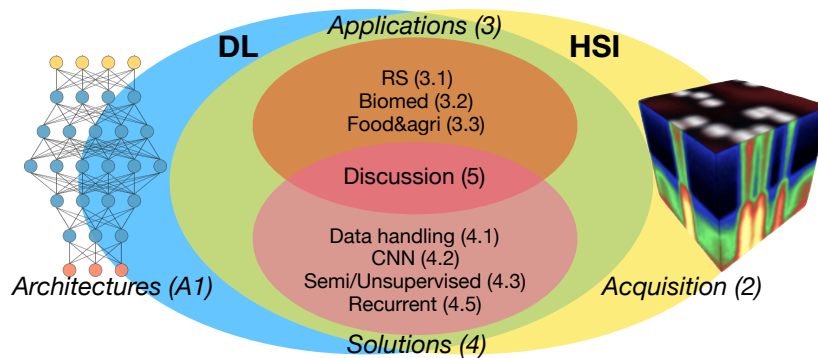 Applications (3)
DL
HSI
RS (3.1)
Biomed (3.2)
Food&agri (3.3)
Discussion (5)
Data handling (4.1)
CNN (4.2)
Semi/Unsupervised (4.3)
Recurrent (4.5)
Architectures (A1)
Acquisition (2)
Solutions (4)